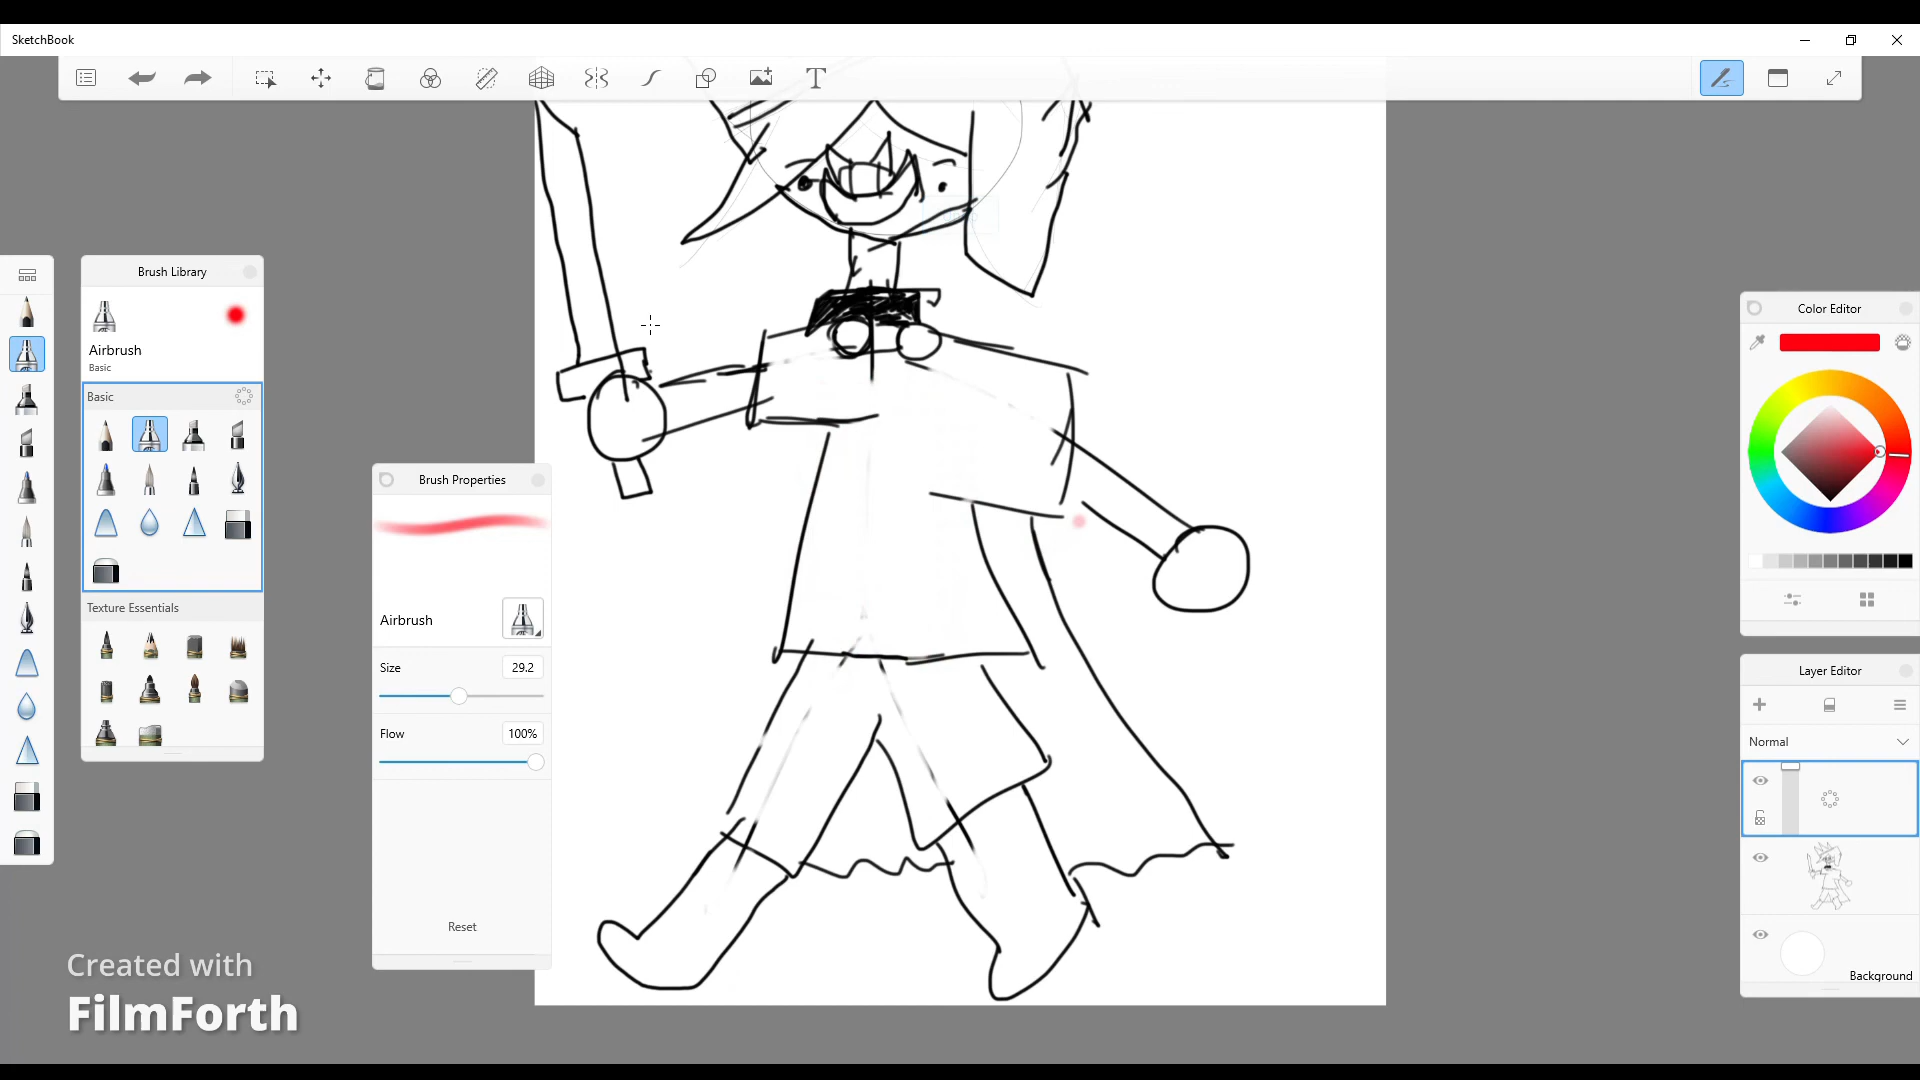 SketchBook
Brush Library
Airbrush
Basic
Basic
Texture Essentials
Brush Properties
Airbrush
Size 29.2
Flow 100%
Reset
Color Editor
Layer Editor
Normal
Background
Created with
FilmForth